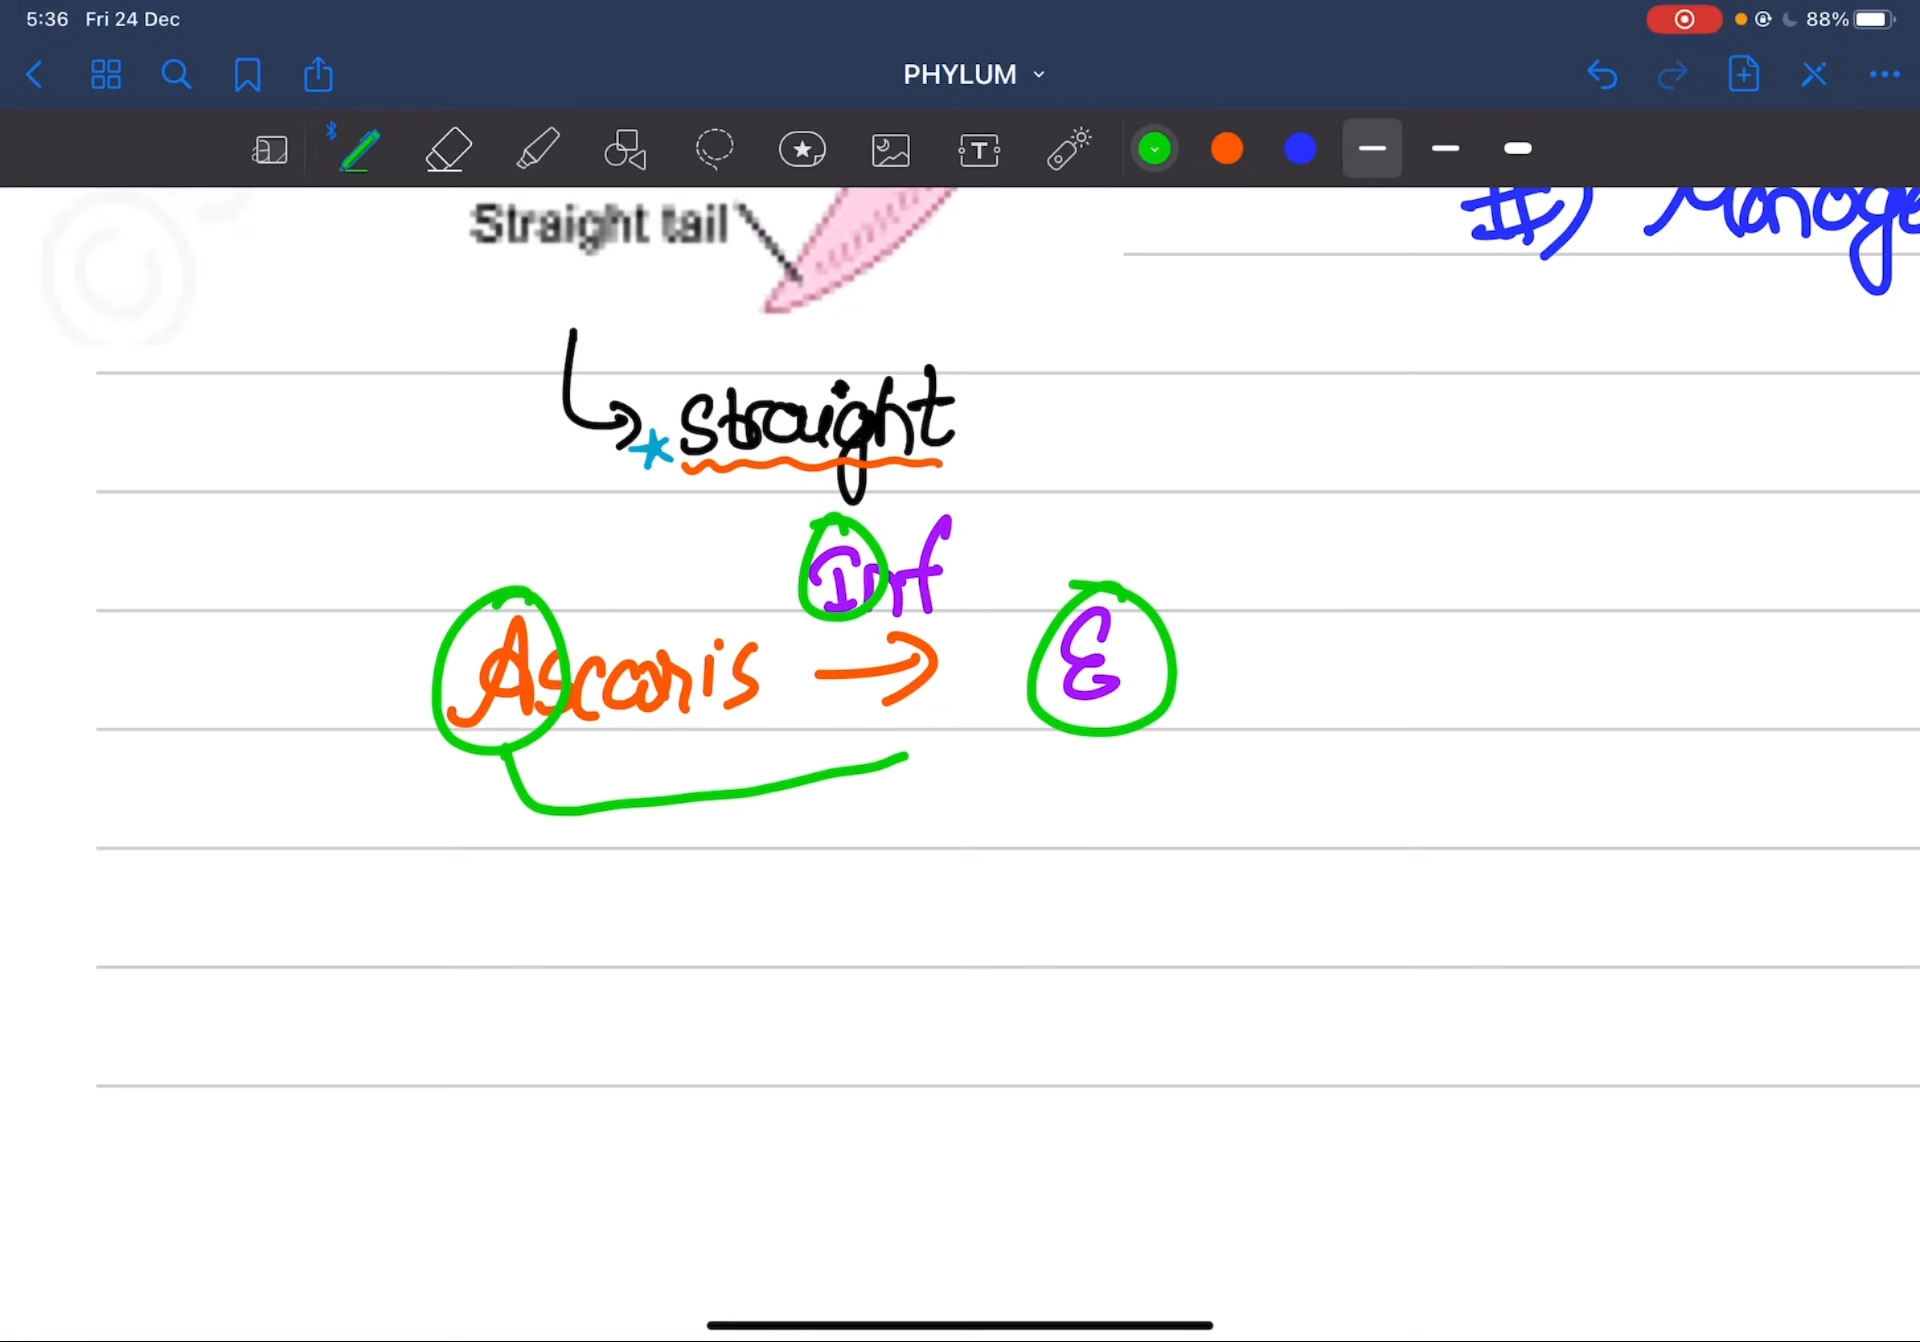 5:36 Fri 24 Dec
88%
PHYLUM
T
Straight tail
#)
straight
Inf
Ascaris → E